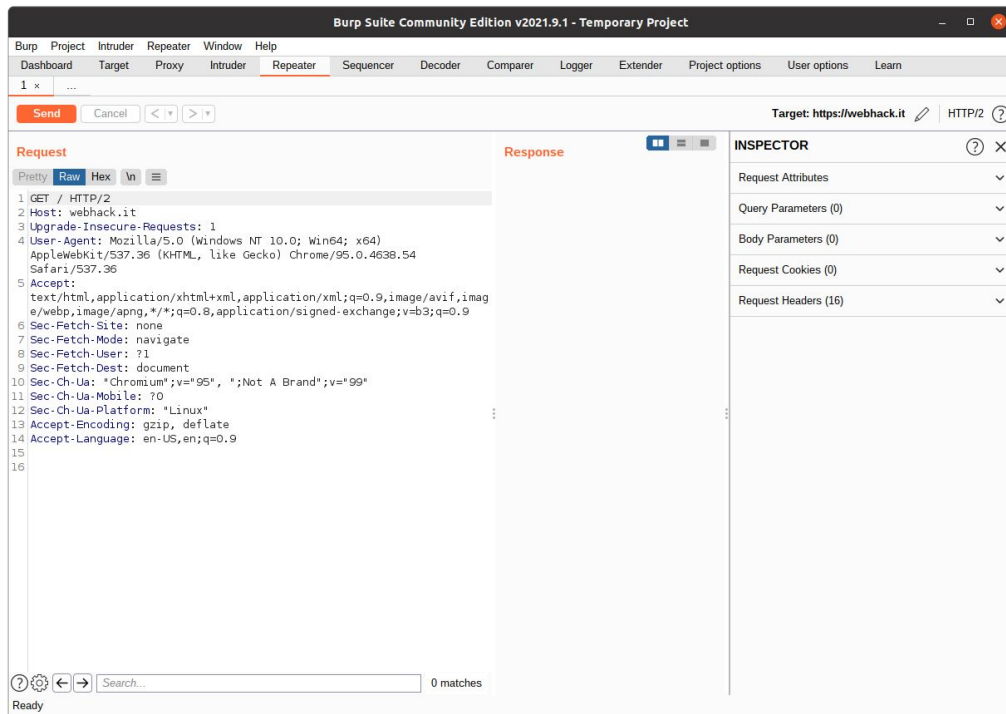 Burp Suite Community Edition v2021.9.1 - Temporary Project
Burp Project Intruder Repeater Window Help
Dashboard Target Proxy Intruder Repeater Sequencer Decoder Comparer Logger Extender Project options User options Learn
1 × ...
Send Cancel < >
Target: https://webhack.it HTTP/2 ?
Request
Response
INSPECTOR ?
Pretty Raw Hex \n
Request Attributes
Query Parameters (0)
Body Parameters (0)
Request Cookies (0)
Request Headers (16)
1 GET / HTTP/2
2 Host: webhack.it
3 Upgrade-Insecure-Requests: 1
4 User-Agent: Mozilla/5.0 (Windows NT 10.0; Win64; x64)
AppleWebKit/537.36 (KHTML, like Gecko) Chrome/95.0.4638.54
Safari/537.36
5 Accept:
text/html,application/xhtml+xml,application/xml;q=0.9,image/avif,imag
e/webp,image/apng,*/*;q=0.8,application/signed-exchange;v=b3;q=0.9
6 Sec-Fetch-Site: none
7 Sec-Fetch-Mode: navigate
8 Sec-Fetch-User: ?1
9 Sec-Fetch-Dest: document
10 Sec-Ch-Ua: "Chromium";v="95", ";Not A Brand";v="99"
11 Sec-Ch-Ua-Mobile: ?0
12 Sec-Ch-Ua-Platform: "Linux"
13 Accept-Encoding: gzip, deflate
14 Accept-Language: en-US,en;q=0.9
15
16
? Search... 0 matches
Ready